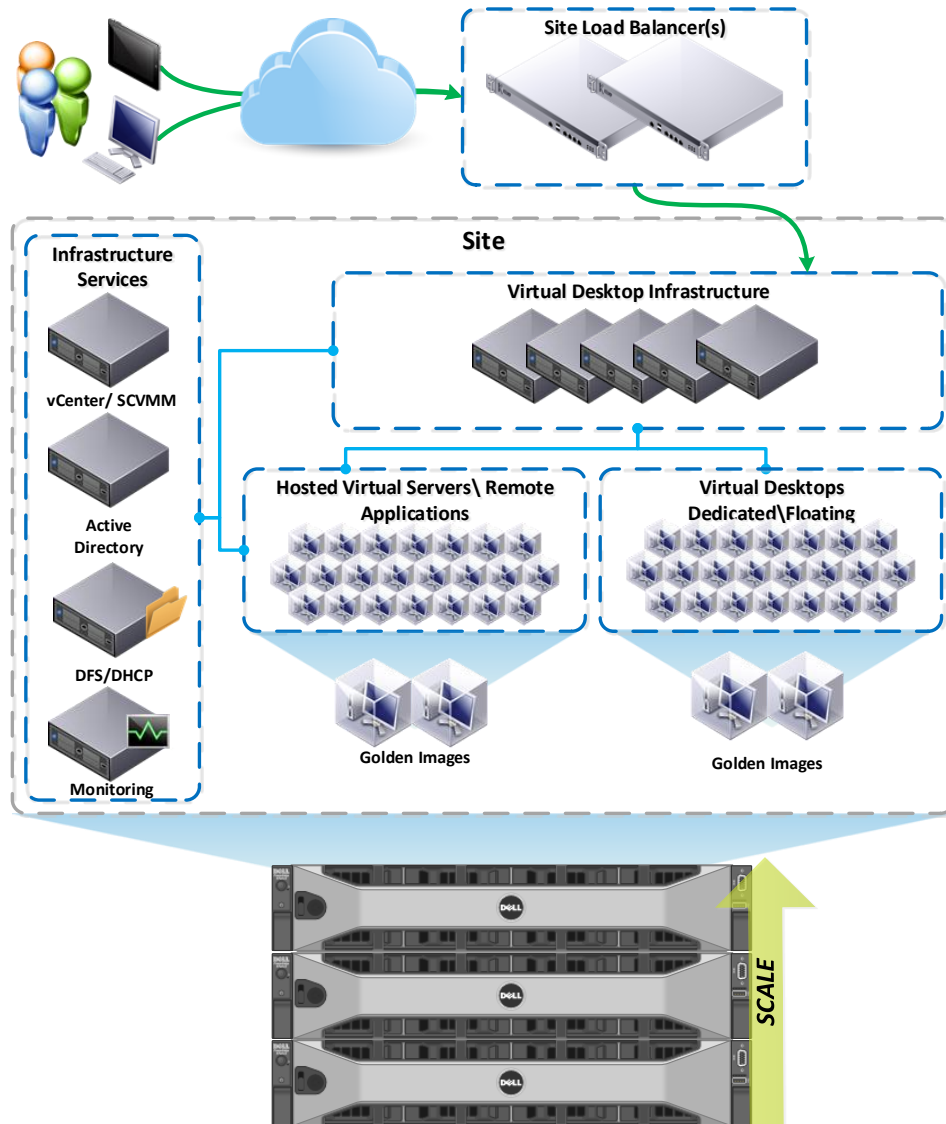 Site Load Balancer(s)
Site
Infrastructure
Services
vCenter/ SCVMM
Active
Directory
DFS/DHCP
Monitoring
Virtual Desktop Infrastructure
Hosted Virtual Servers\ Remote
Applications
Virtual Desktops
Dedicated\Floating
Golden Images
Golden Images
DELL
DELL
DELL
SCALE